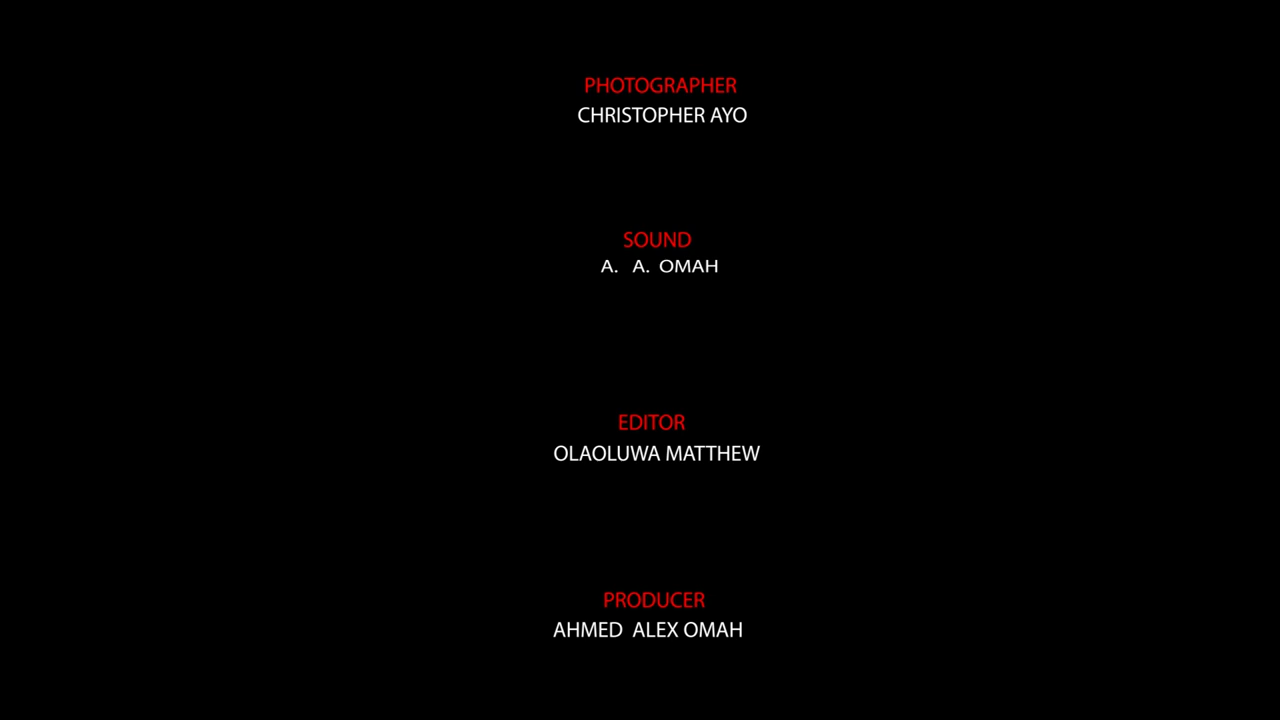 PHOTOGRAPHER
CHRISTOPHER AYO
SOUND
A. A. OMAH
EDITOR
OLAOLUWA MATTHEW
PRODUCER
AHMED ALEX OMAH